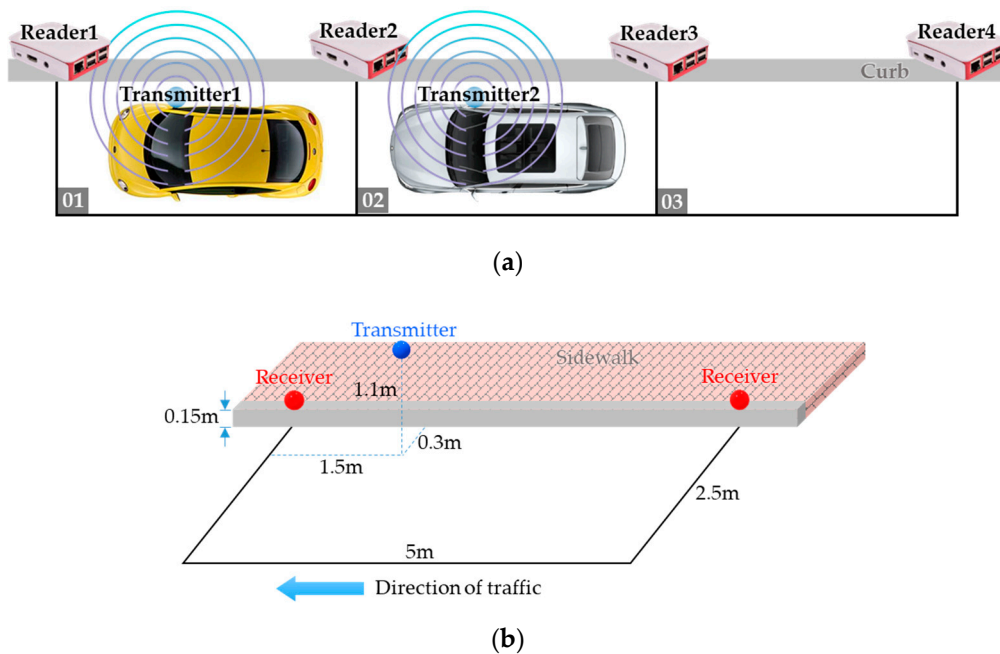 Reader1 Reader2 Reader3 Reader4
Curb
Transmitter1 Transmitter2
01 02 03
(a)
Transmitter
Sidewalk
Receiver Receiver
1.1m
0.15m
0.3m
1.5m
2.5m
5m
Direction of traffic
(b)